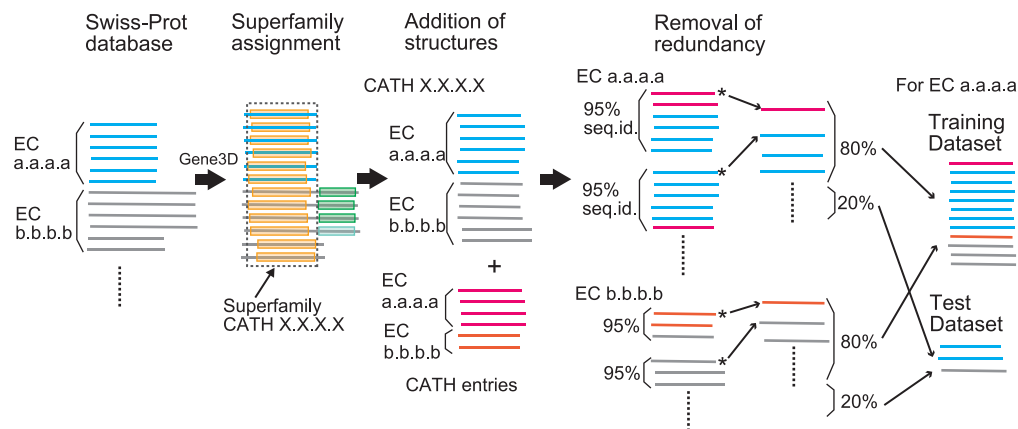 Swiss-Prot
database
Superfamily
assignment
Addition of
structures
Removal of
redundancy
CATH X.X.X.X
EC a.a.a.a
For EC a.a.a.a
EC
a.a.a.a
EC
b.b.b.b
Gene3D
Superfamily
CATH X.X.X.X
EC
a.a.a.a
EC
b.b.b.b
+
EC
a.a.a.a
EC
b.b.b.b
CATH entries
95%
seq.id.
*
95%
seq.id.
*
80%
20%
EC b.b.b.b
95%
*
95%
*
80%
20%
Training
Dataset
Test
Dataset